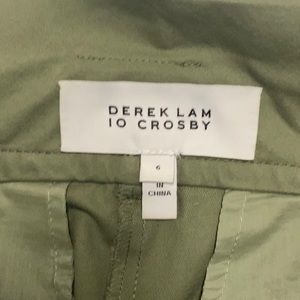 DEREK LAM
10 CROSBY
6
IN
CHINA